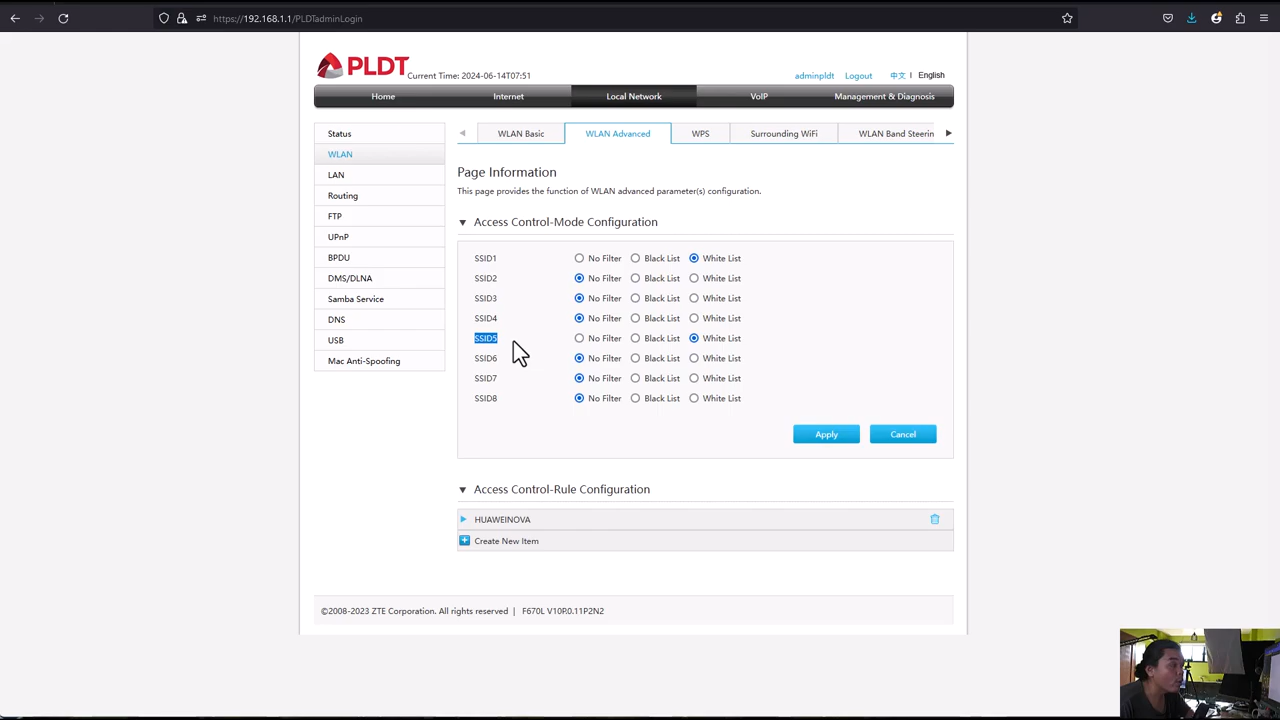 https://192.168.1.1/PLDTadminLogin
PLDT
Current Time: 2024-06-14T07:51
adminpldt Logout 中文 | English
Home Internet Local Network VoIP Management & Diagnosis
Status
WLAN
LAN
Routing
FTP
UPnP
BPDU
DMS/DLNA
Samba Service
DNS
USB
Mac Anti-Spoofing
WLAN Basic WLAN Advanced WPS Surrounding WiFi WLAN Band Steerin
Page Information
This page provides the function of WLAN advanced parameter(s) configuration.
Access Control-Mode Configuration
SSID1 No Filter Black List White List
SSID2 No Filter Black List White List
SSID3 No Filter Black List White List
SSID4 No Filter Black List White List
SSID5 No Filter Black List White List
SSID6 No Filter Black List White List
SSID7 No Filter Black List White List
SSID8 No Filter Black List White List
Apply Cancel
Access Control-Rule Configuration
HUAWEINOVA
Create New Item
©2008-2023 ZTE Corporation. All rights reserved | F670L V10P.0.11P2N2